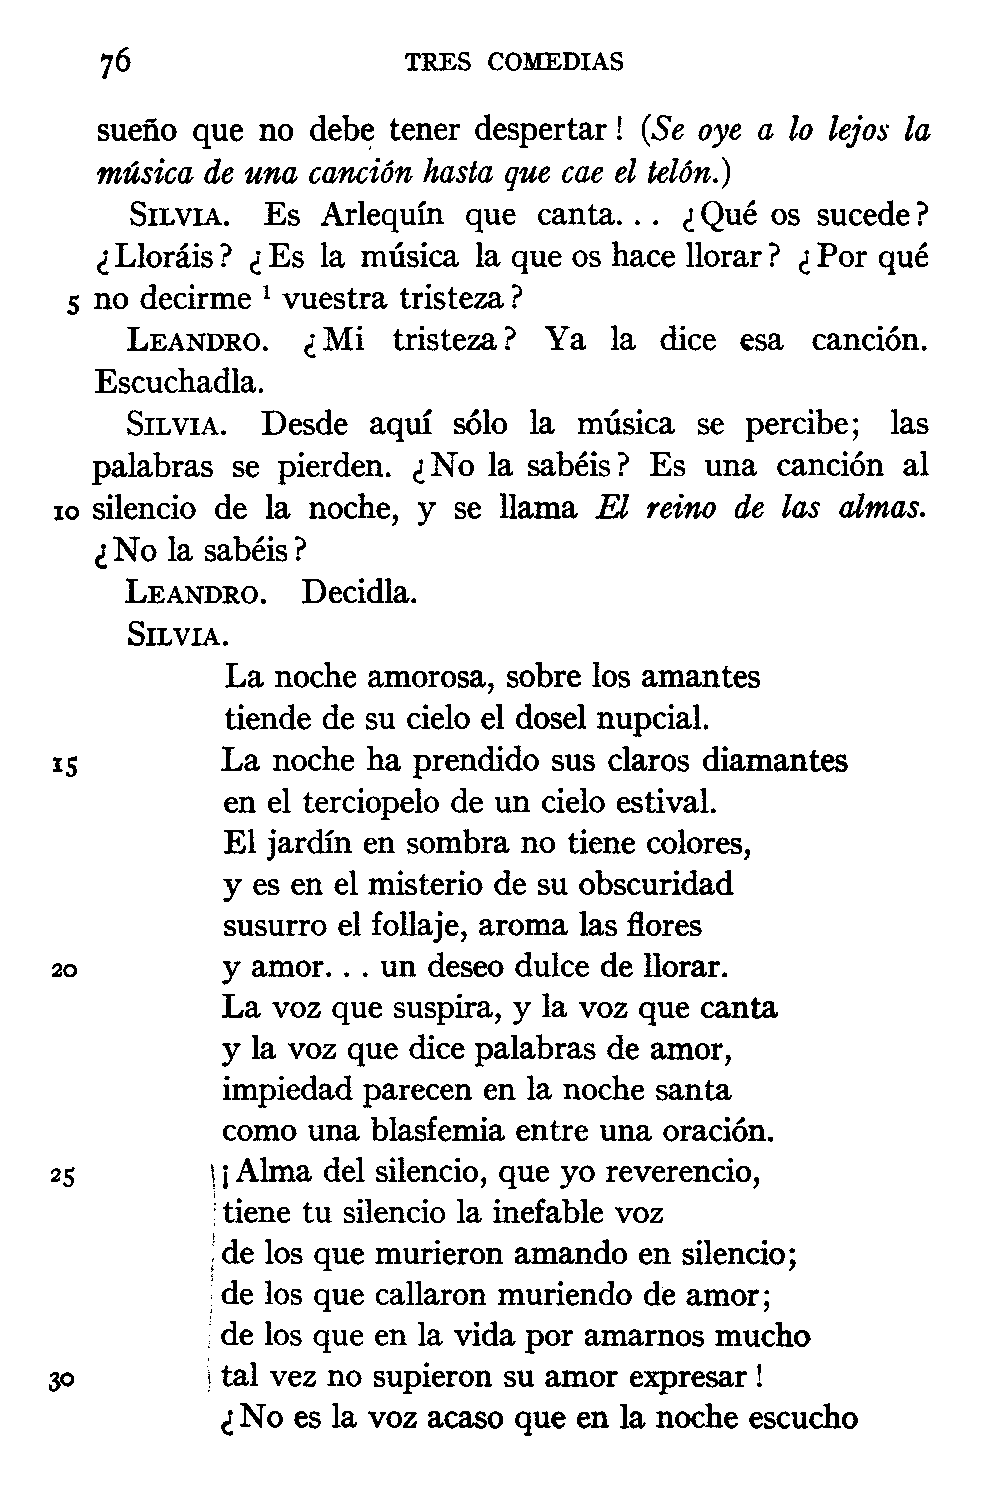 76 TRES COMEDIAS
sueño que no debe tener despertar! (Se oye a lo lejos la
música de una canción hasta que cae el telón.)
SILVIA. Es Arlequín que canta... ¿Qué os sucede?
¿Lloráis? ¿Es la música la que os hace llorar? ¿Por qué
5 no decirme ¹ vuestra tristeza?
LEANDRO. ¿Mi tristeza? Ya la dice esa canción.
Escuchadla.
SILVIA. Desde aquí sólo la música se percibe; las
palabras se pierden. ¿No la sabéis? Es una canción al
10 silencio de la noche, y se llama El reino de las almas.
¿No la sabéis?
LEANDRO. Decidla.
SILVIA.
La noche amorosa, sobre los amantes
tiende de su cielo el dosel nupcial.
15 La noche ha prendido sus claros diamantes
en el terciopelo de un cielo estival.
El jardín en sombra no tiene colores,
y es en el misterio de su obscuridad
susurro el follaje, aroma las flores
20 y amor... un deseo dulce de llorar.
La voz que suspira, y la voz que canta
y la voz que dice palabras de amor,
impiedad parecen en la noche santa
como una blasfemia entre una oración.
25 ¡Alma del silencio, que yo reverencio,
tiene tu silencio la inefable voz
de los que murieron amando en silencio;
de los que callaron muriendo de amor;
de los que en la vida por amarnos mucho
30 tal vez no supieron su amor expresar!
¿No es la voz acaso que en la noche escucho